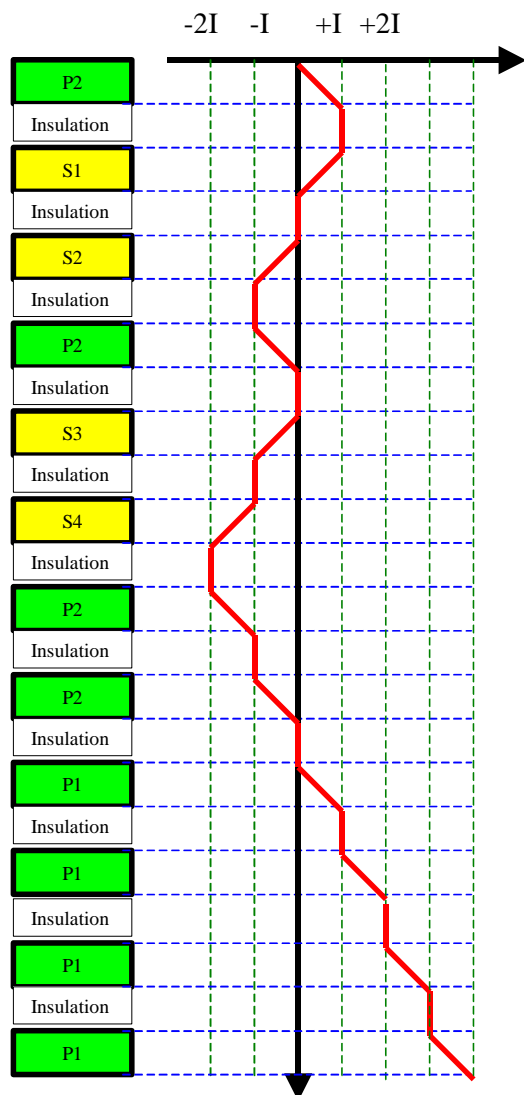 -2I -I +I +2I
P2
Insulation
S1
Insulation
S2
Insulation
P2
Insulation
S3
Insulation
S4
Insulation
P2
Insulation
P2
Insulation
P1
Insulation
P1
Insulation
P1
Insulation
P1